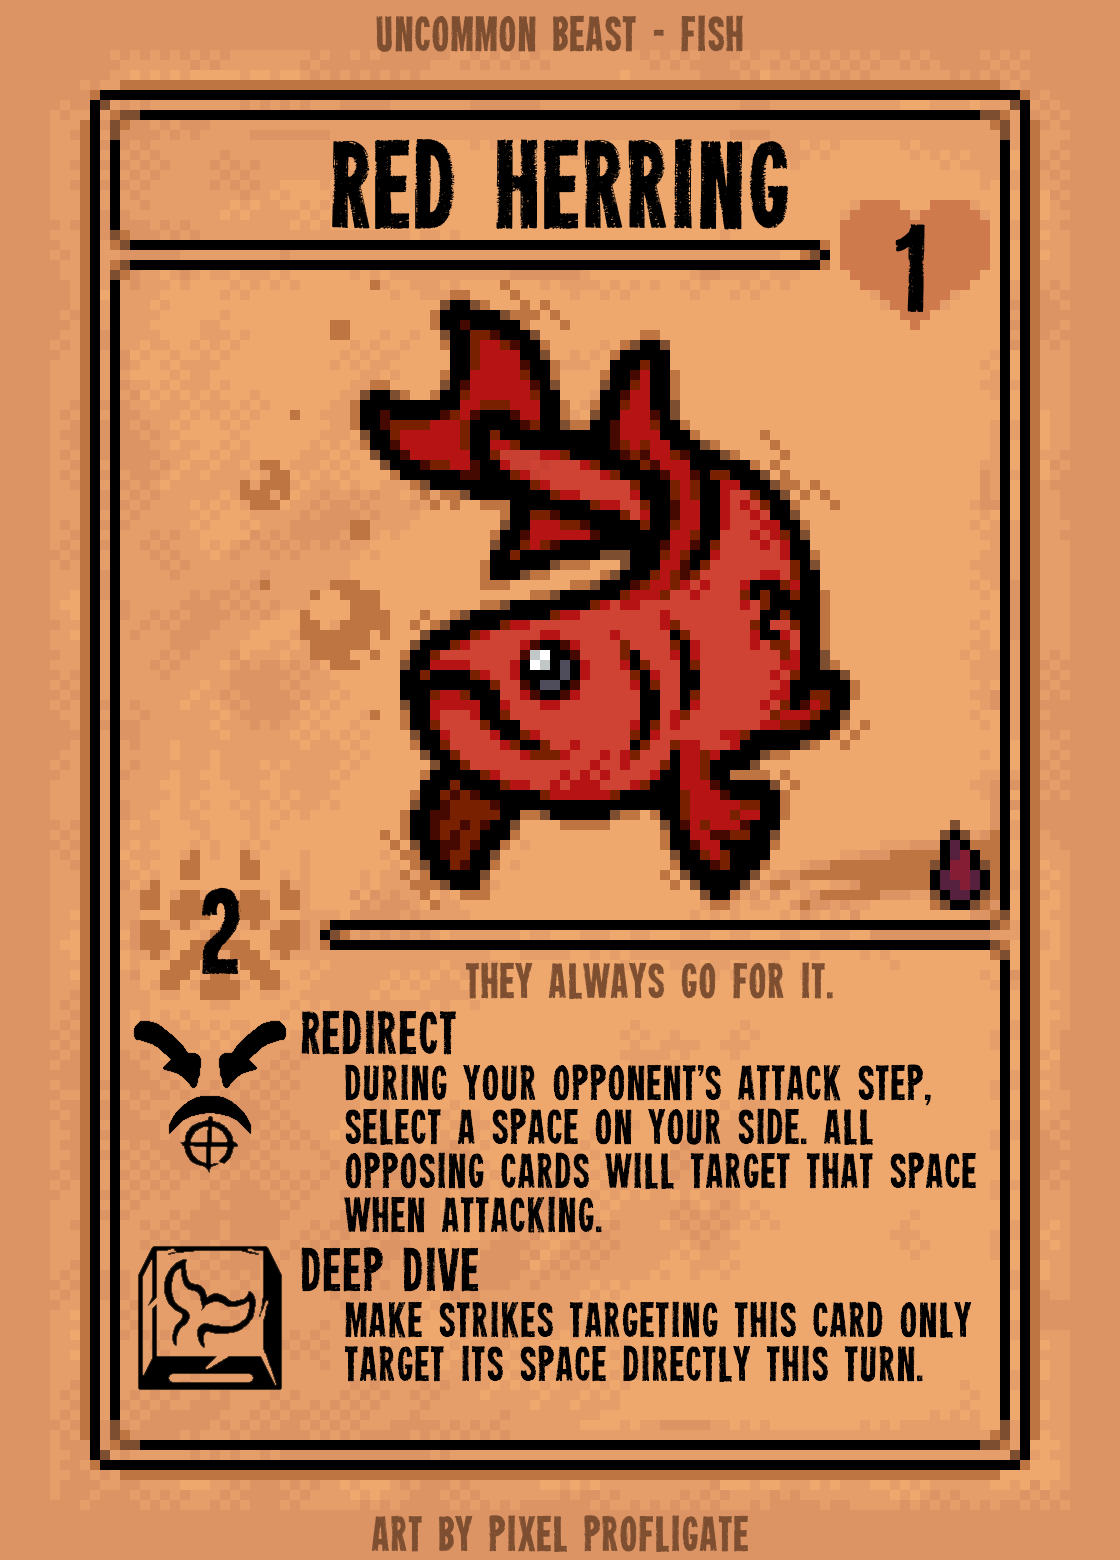 UNCOMMON BEAST - FISH
RED HERRING
1
2
THEY ALWAYS GO FOR IT.
REDIRECT
DURING YOUR OPPONENT'S ATTACK STEP,
SELECT A SPACE ON YOUR SIDE. ALL
OPPOSING CARDS WILL TARGET THAT SPACE
WHEN ATTACKING.
DEEP DIVE
MAKE STRIKES TARGETING THIS CARD ONLY
TARGET ITS SPACE DIRECTLY THIS TURN.
ART BY PIXEL PROFLIGATE